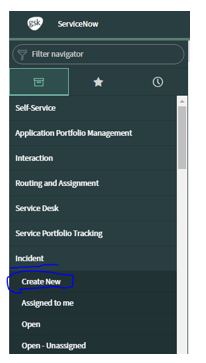 gsk ServiceNow
Filter navigator
Self-Service
Application Portfolio Management
Interaction
Routing and Assignment
Service Desk
Service Portfolio Tracking
Incident
Create New
Assigned to me
Open
Open - Unassigned